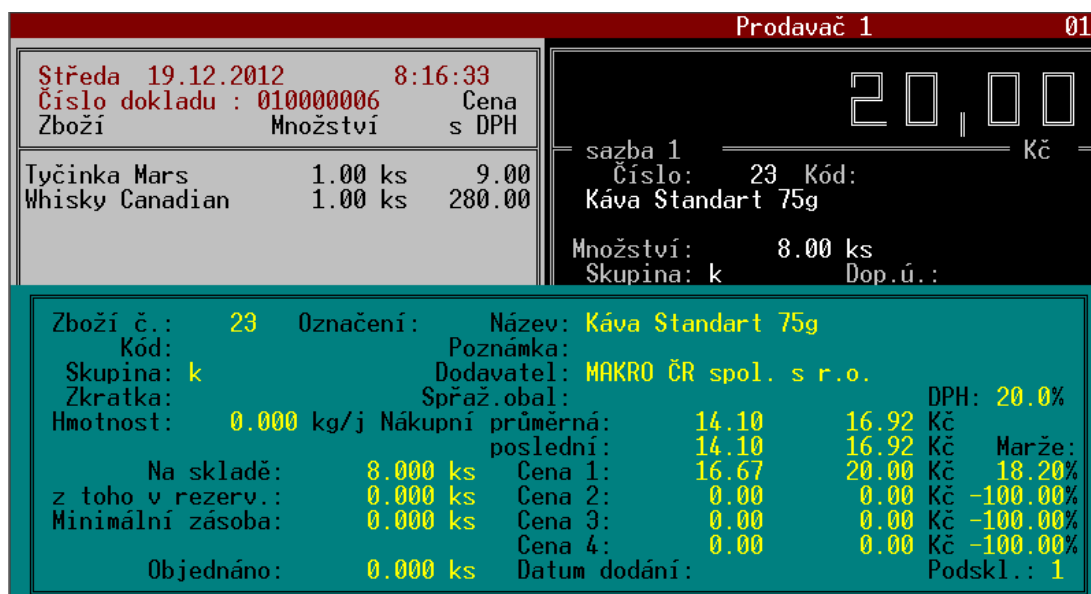 Prodavač 1 01
Středa 19.12.2012 8:16:33
Číslo dokladu : 010000006 Cena
Zboží Množství s DPH
Tyčinka Mars 1.00 ks 9.00
Whisky Canadian 1.00 ks 280.00
20,00
sazba 1 Kč
Číslo: 23 Kód:
Káva Standart 75g
Množství: 8.00 ks
Skupina: k Dop.ú.:
Zboží č.: 23 Označení: Název: Káva Standart 75g
Kód: Poznámka:
Skupina: k Dodavatel: MAKRO ČR spol. s r.o.
Zkratka: Spřaž.obal: DPH: 20.0%
Hmotnost: 0.000 kg/j Nákupní průměrná: 14.10 16.92 Kč
poslední: 14.10 16.92 Kč Marže:
Na skladě: 8.000 ks Cena 1: 16.67 20.00 Kč 18.20%
z toho v rezerv.: 0.000 ks Cena 2: 0.00 0.00 Kč -100.00%
Minimální zásoba: 0.000 ks Cena 3: 0.00 0.00 Kč -100.00%
Cena 4: 0.00 0.00 Kč -100.00%
Objednáno: 0.000 ks Datum dodání: Podskl.: 1